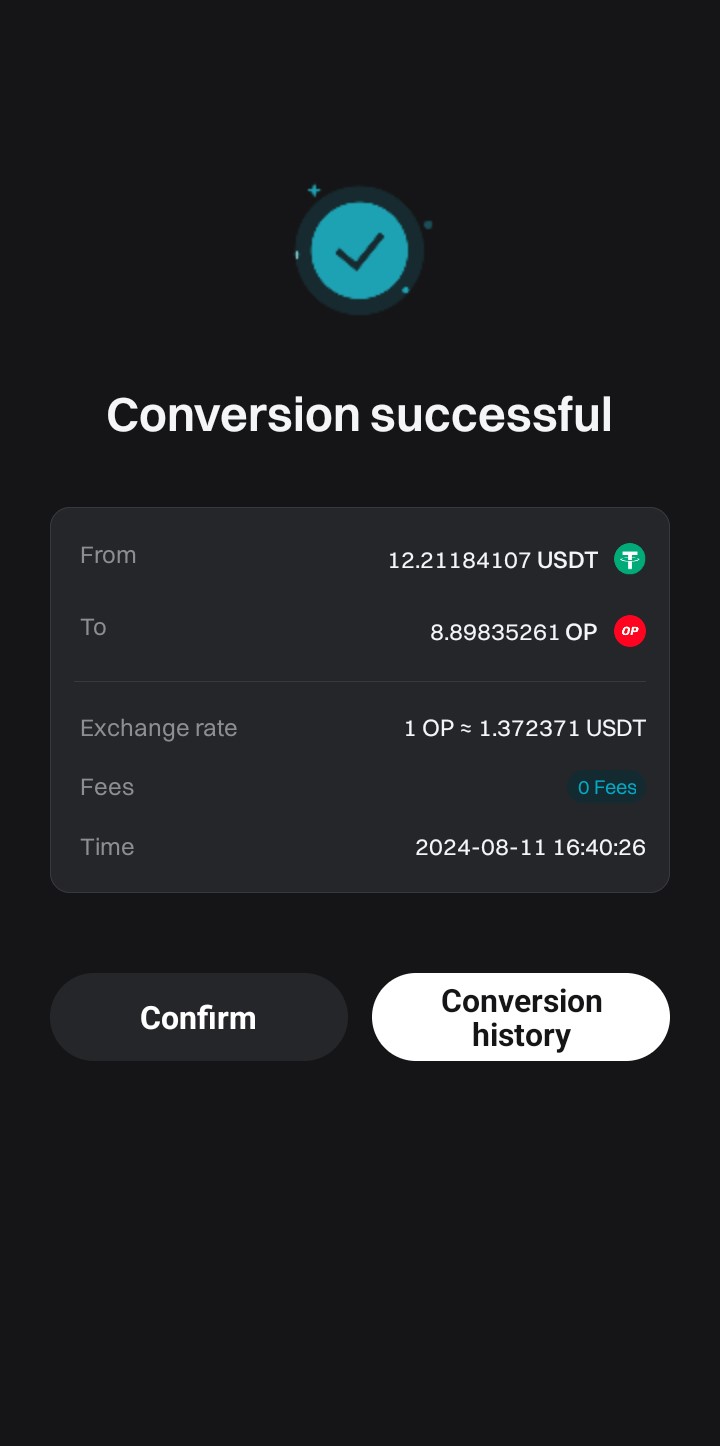 Conversion successful
From 12.21184107 USDT
To 8.89835261 OP OP
Exchange rate 1 OP ≈ 1.372371 USDT
Fees 0 Fees
Time 2024-08-11 16:40:26
Confirm
Conversion
history